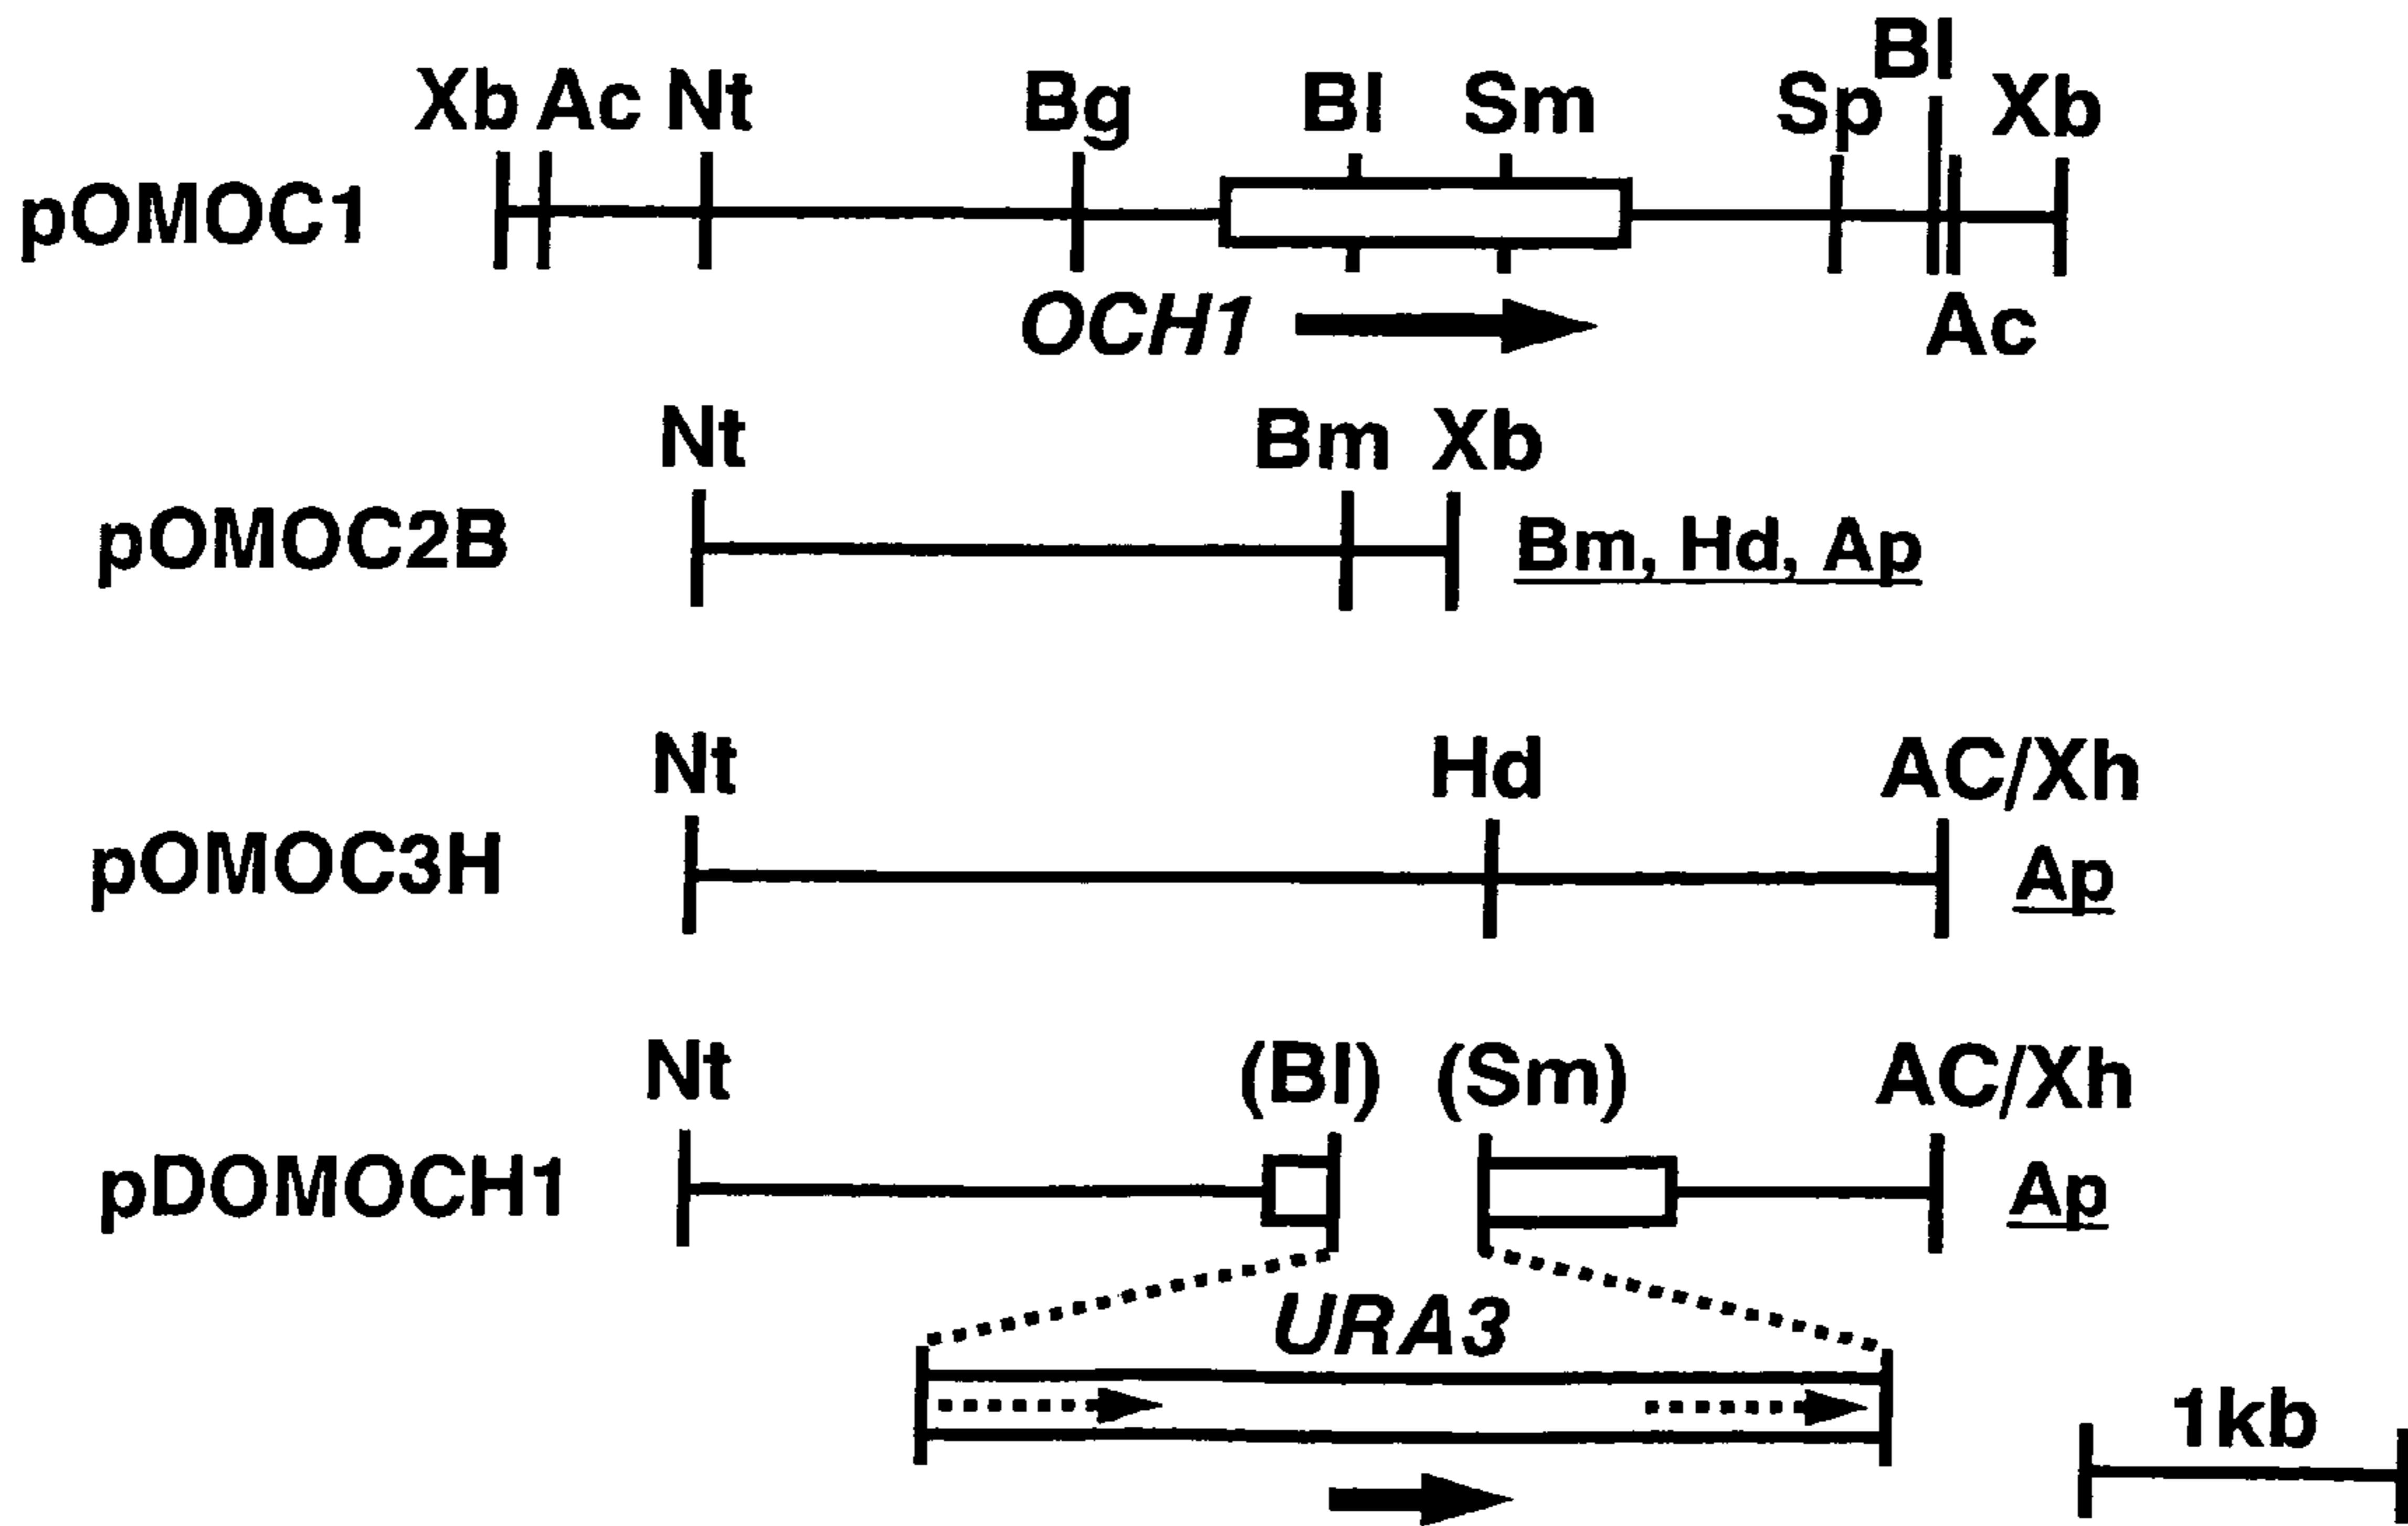 Bl
Xb Ac Nt Bg Bl Sm Sp Xb
pOMOC1
OCH1 Ac
Nt Bm Xb
pOMOC2B Bm, Hd, Ap
Nt Hd AC/Xh
pOMOC3H Ap
Nt (Bl) (Sm) AC/Xh
pDOMOCH1 Ap
URA3
1kb